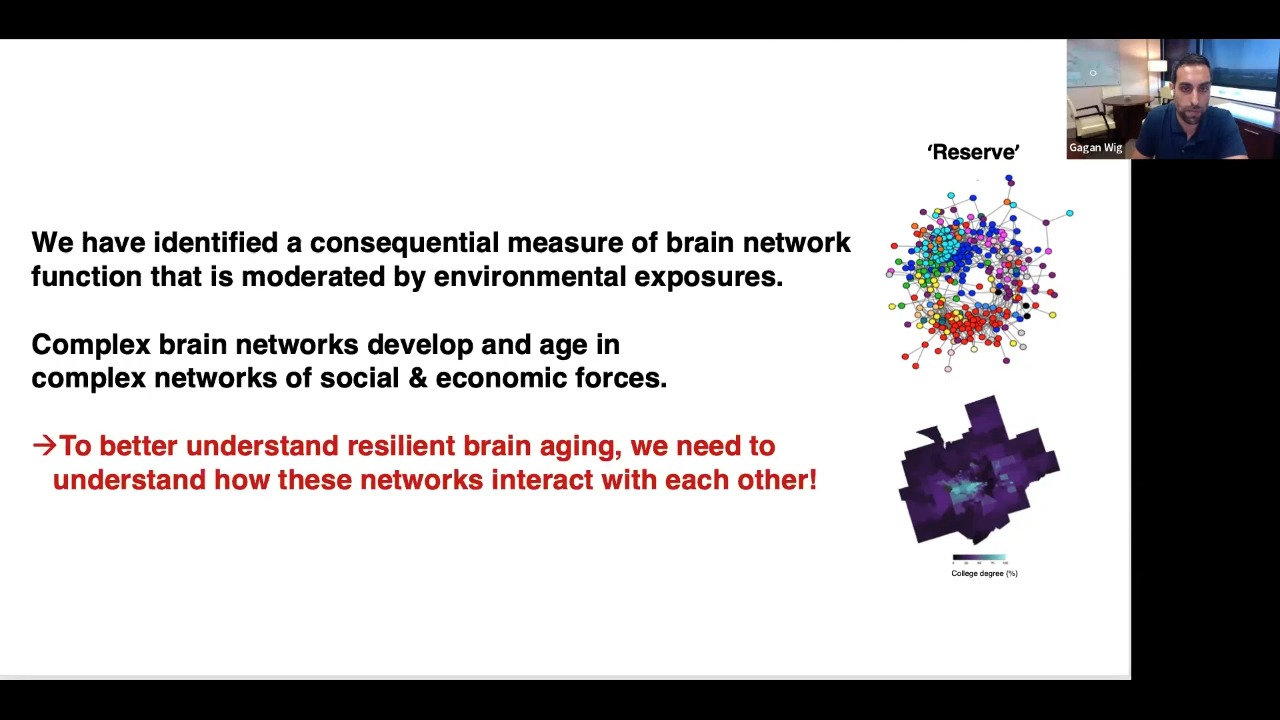 Gagan Wig
‘Reserve’
We have identified a consequential measure of brain network
function that is moderated by environmental exposures.
Complex brain networks develop and age in
complex networks of social & economic forces.
→To better understand resilient brain aging, we need to
understand how these networks interact with each other!
College degree (%)